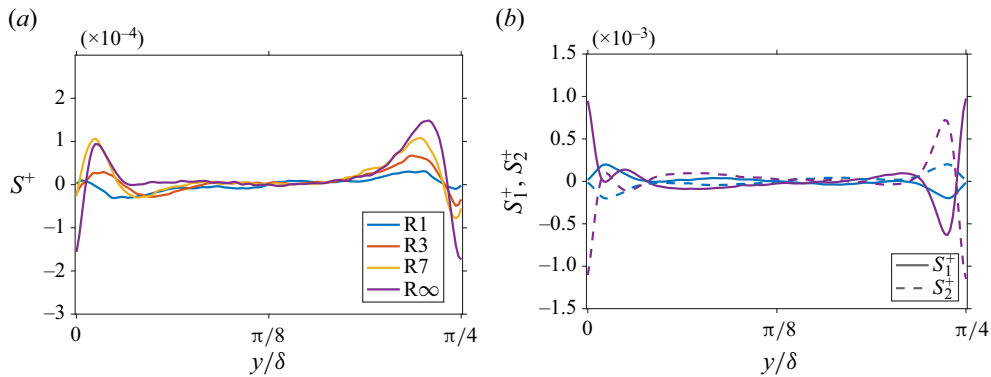 (a)
(×10⁻⁴)
S⁺
2
1
0
−1
−2
−3
0
π/8
π/4
y/δ
R1
R3
R7
R∞
(b)
(×10⁻³)
S₁⁺, S₂⁺
1.5
1.0
0.5
0
−0.5
−1.0
−1.5
0
π/8
π/4
y/δ
S₁⁺
S₂⁺